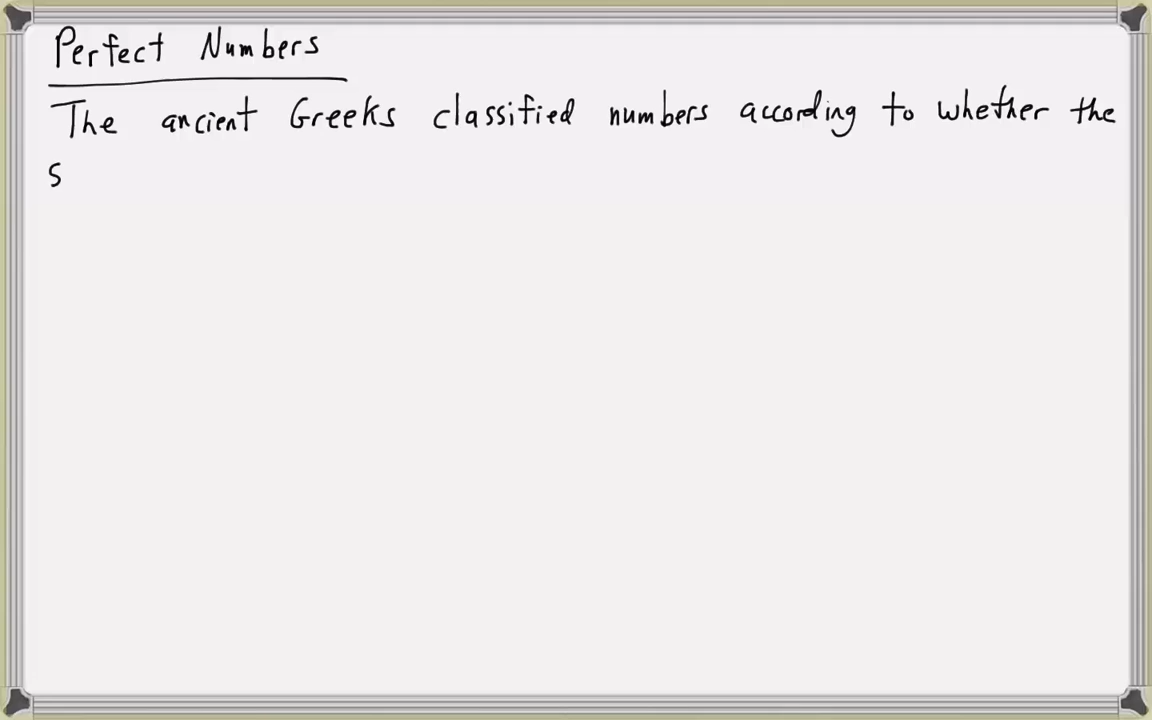 Perfect Numbers
The ancient Greeks classified numbers according to whether the
s